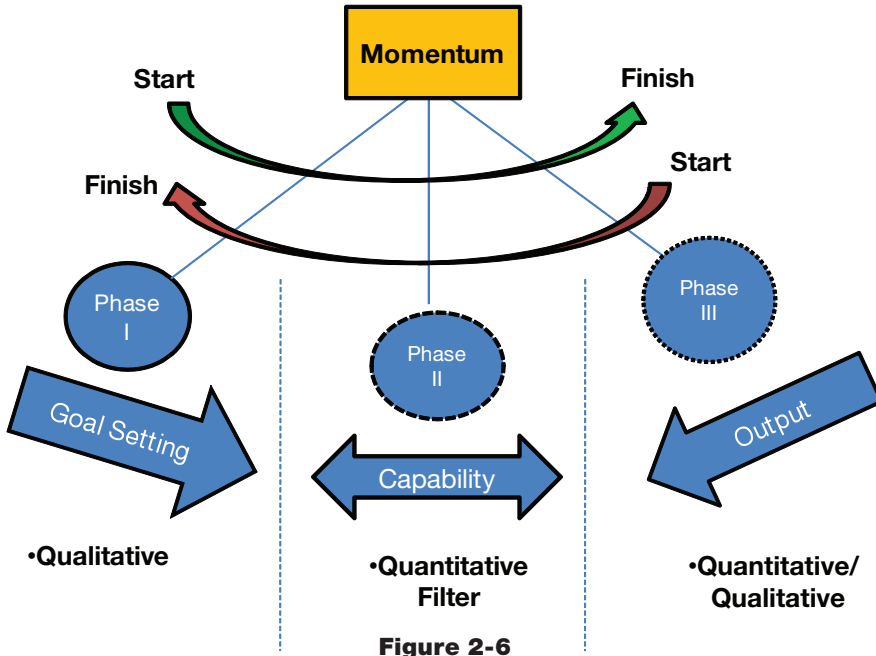 Momentum
Start
Finish
Finish
Start
Phase
I
Phase
II
Phase
III
Goal Setting
Capability
Output
•Qualitative
•Quantitative
Filter
•Quantitative/
Qualitative
Figure 2-6